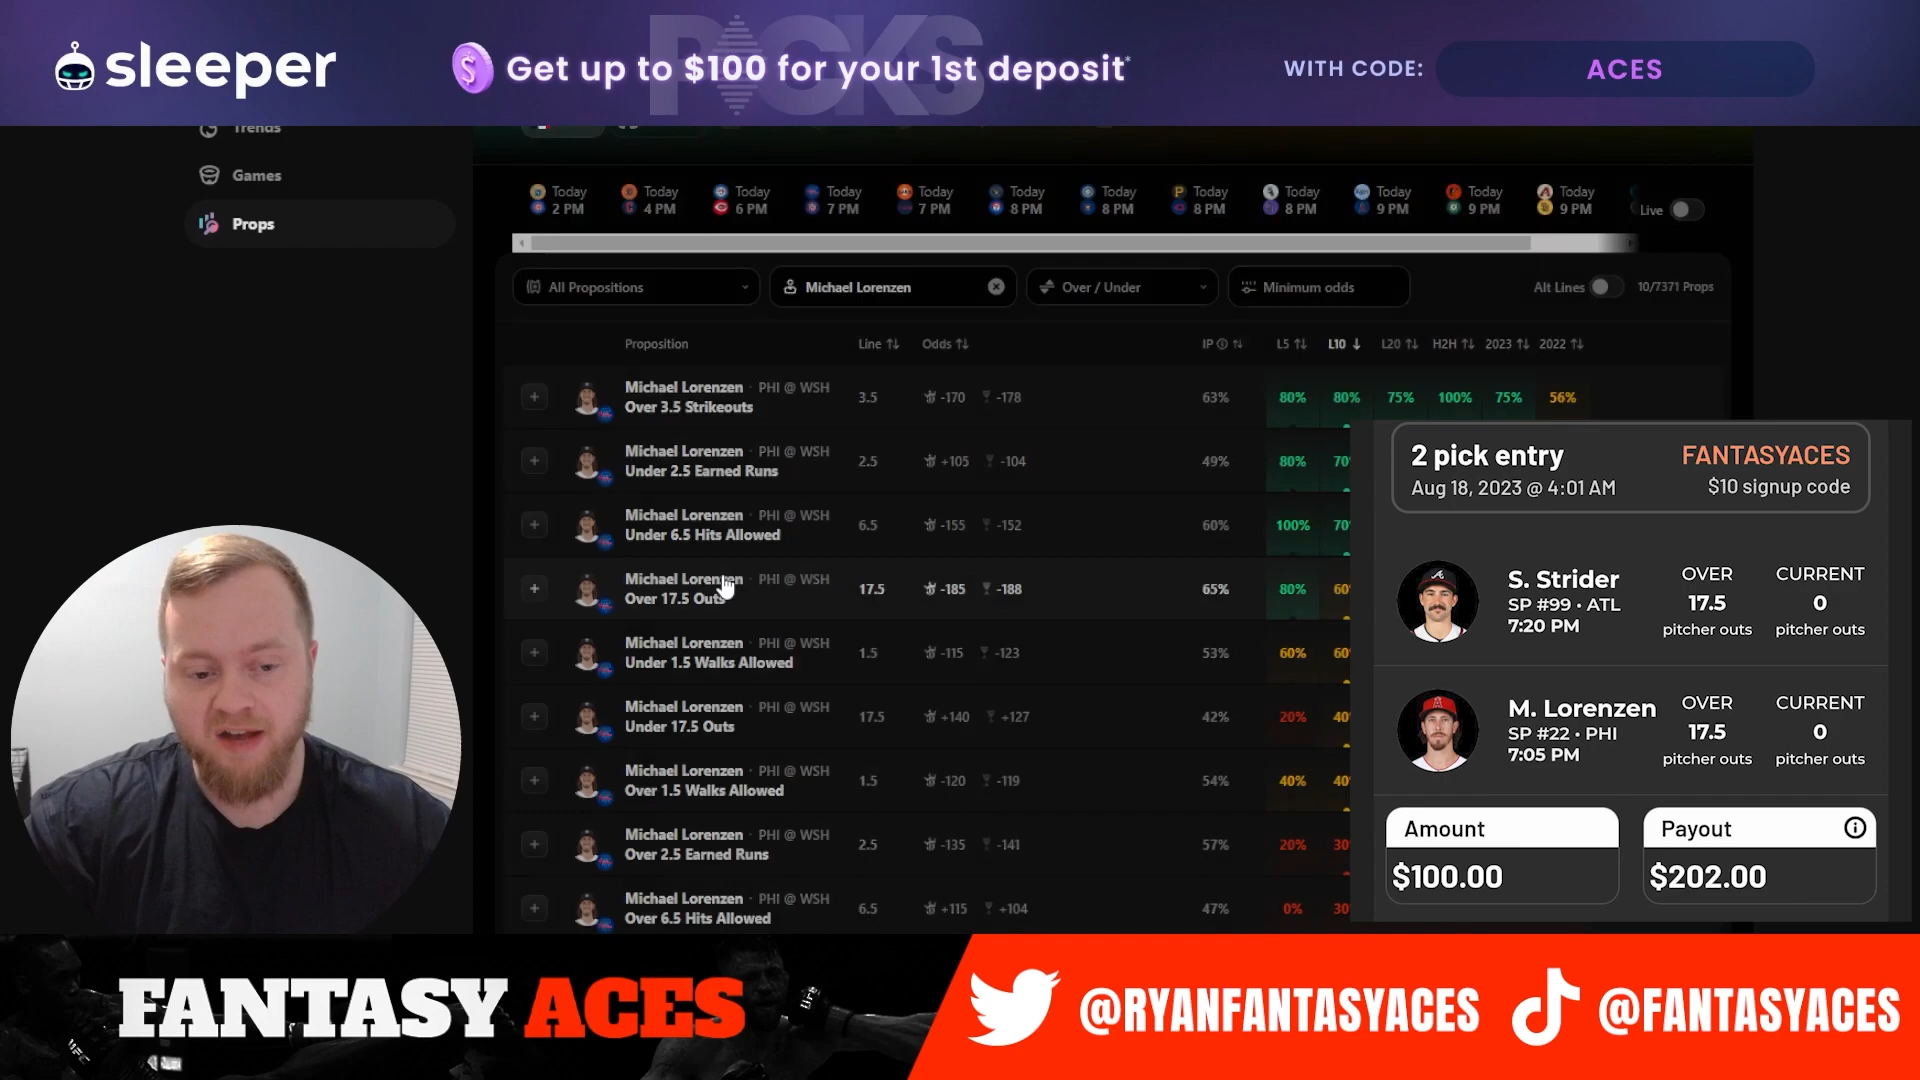 sleeper
PICKS
Get up to $100 for your 1st deposit*
WITH CODE:
ACES
Trends
Games
Props
Today
2 PM
Today
4 PM
Today
6 PM
Today
7 PM
Today
7 PM
Today
8 PM
Today
8 PM
Today
8 PM
Today
8 PM
Today
9 PM
Today
9 PM
Today
9 PM
Live
All Propositions
Michael Lorenzen
Over / Under
Minimum odds
Alt Lines
10/7371 Props
Proposition Line Odds IP L5 L10 L20 H2H 2023 2022
Michael Lorenzen · PHI @ WSH
Over 3.5 Strikeouts
3.5 -170 -178 63% 80% 80% 75% 100% 75% 56%
Michael Lorenzen · PHI @ WSH
Under 2.5 Earned Runs
2.5 +105 -104 49% 80% 70
Michael Lorenzen · PHI @ WSH
Under 6.5 Hits Allowed
6.5 -155 -152 60% 100% 70
Michael Lorenzen · PHI @ WSH
Over 17.5 Outs
17.5 -185 -188 65% 80% 60
Michael Lorenzen · PHI @ WSH
Under 1.5 Walks Allowed
1.5 -115 -123 53% 60% 60
Michael Lorenzen · PHI @ WSH
Under 17.5 Outs
17.5 +140 +127 42% 20% 40
Michael Lorenzen · PHI @ WSH
Over 1.5 Walks Allowed
1.5 -120 -119 54% 40% 40
Michael Lorenzen · PHI @ WSH
Over 2.5 Earned Runs
2.5 -135 -141 57% 20% 30
Michael Lorenzen · PHI @ WSH
Over 6.5 Hits Allowed
6.5 +115 +104 47% 0% 30
2 pick entry
FANTASYACES
Aug 18, 2023 @ 4:01 AM
$10 signup code
S. Strider
SP #99 • ATL
7:20 PM
OVER
17.5
pitcher outs
CURRENT
0
pitcher outs
M. Lorenzen
SP #22 • PHI
7:05 PM
OVER
17.5
pitcher outs
CURRENT
0
pitcher outs
Amount
$100.00
Payout
$202.00
FANTASY ACES
@RYANFANTASYACES
@FANTASYACES